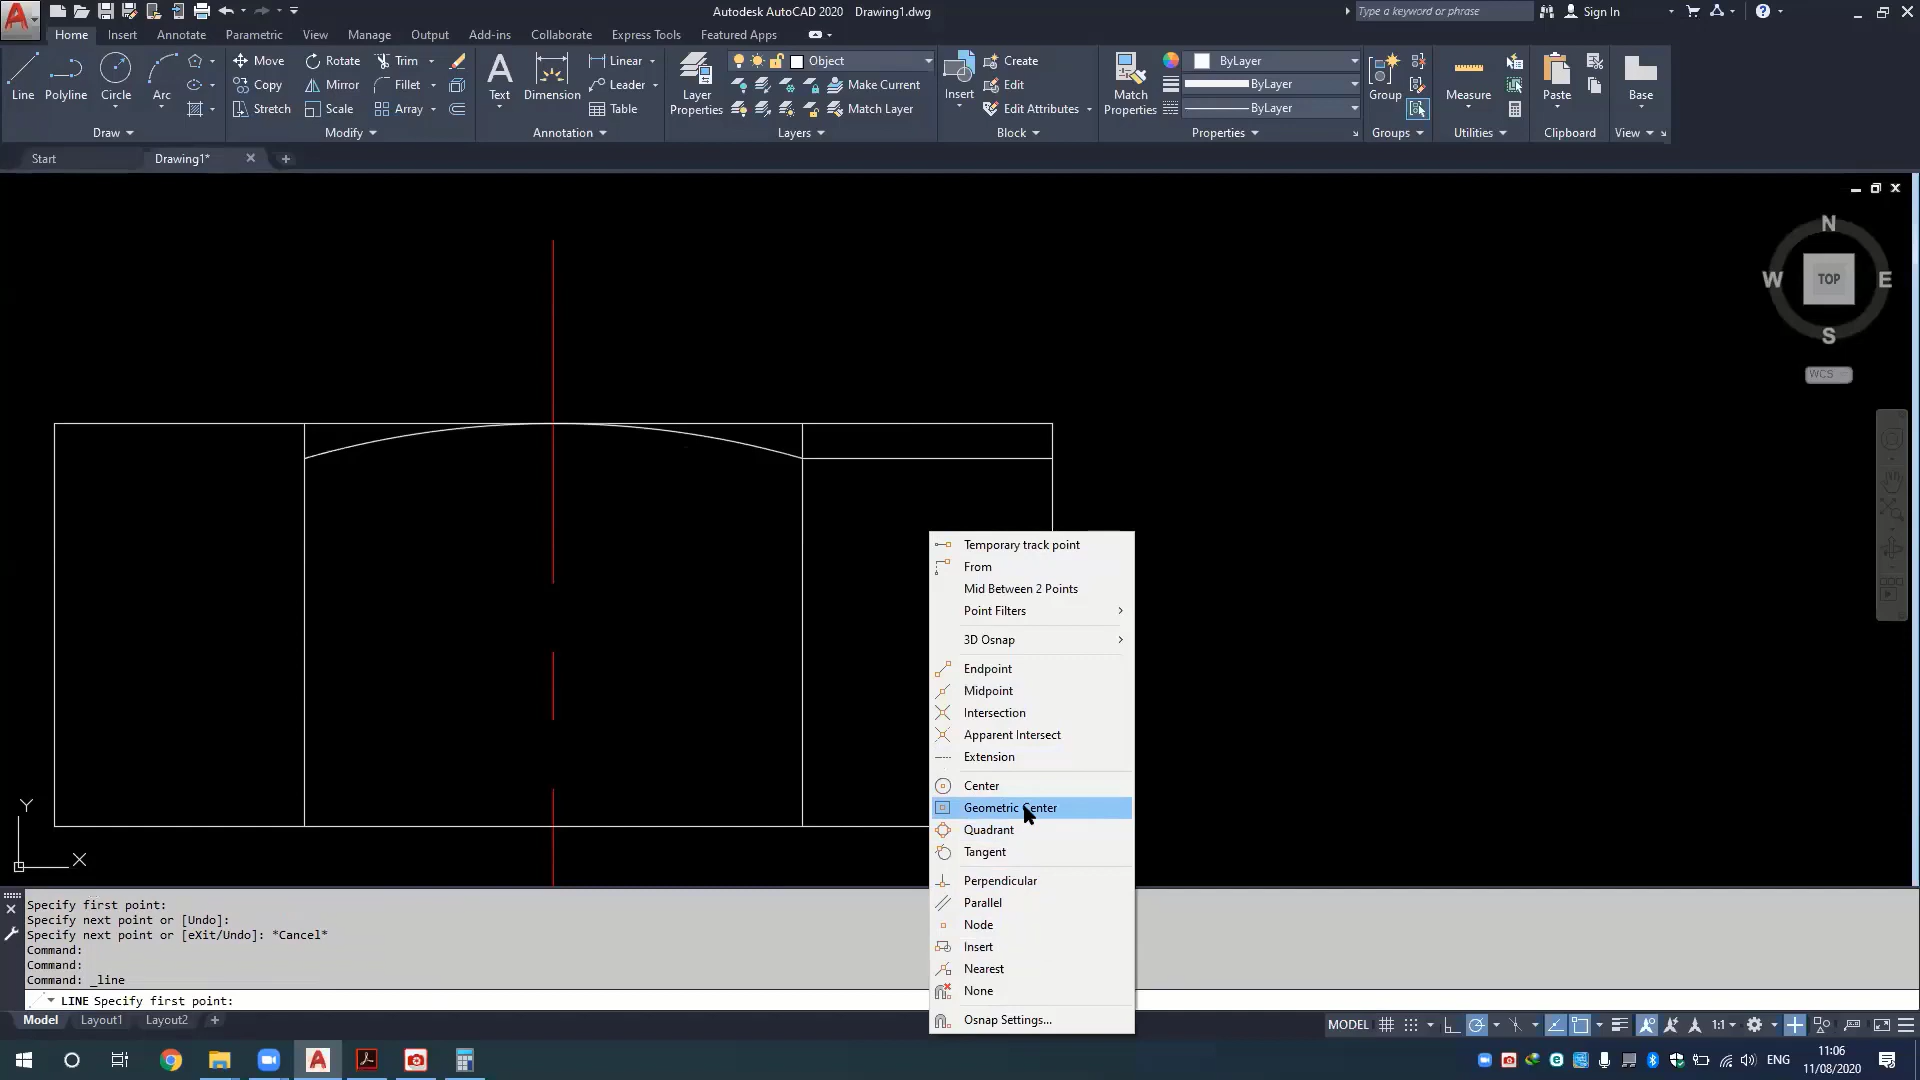 Autodesk AutoCAD 2020 Drawing1.dwg
Type a keyword or phrase
Sign In
Home Insert Annotate Parametric View Manage Output Add-ins Collaborate Express Tools Featured Apps
Line Polyline Circle Arc
Move Rotate Trim
Copy Mirror Fillet
Stretch Scale Array
Text Dimension
Linear
Leader
Table
Layer Properties
Object
Make Current
Match Layer
Insert
Create
Edit
Edit Attributes
Match Properties
ByLayer
ByLayer
ByLayer
Group
Measure
Paste
Base
Draw Modify Annotation Layers Block Properties Groups Utilities Clipboard View
Start Drawing1*
N
W TOP E
S
WCS
Temporary track point
From
Mid Between 2 Points
Point Filters
3D Osnap
Endpoint
Midpoint
Intersection
Apparent Intersect
Extension
Center
Geometric Center
Quadrant
Tangent
Perpendicular
Parallel
Node
Insert
Nearest
None
Osnap Settings...
Y
X
Specify first point:
Specify next point or [Undo]:
Specify next point or [eXit/Undo]: *Cancel*
Command:
Command:
Command: _line
LINE Specify first point:
Model Layout1 Layout2
MODEL
1:1
ENG
11:06
11/08/2020